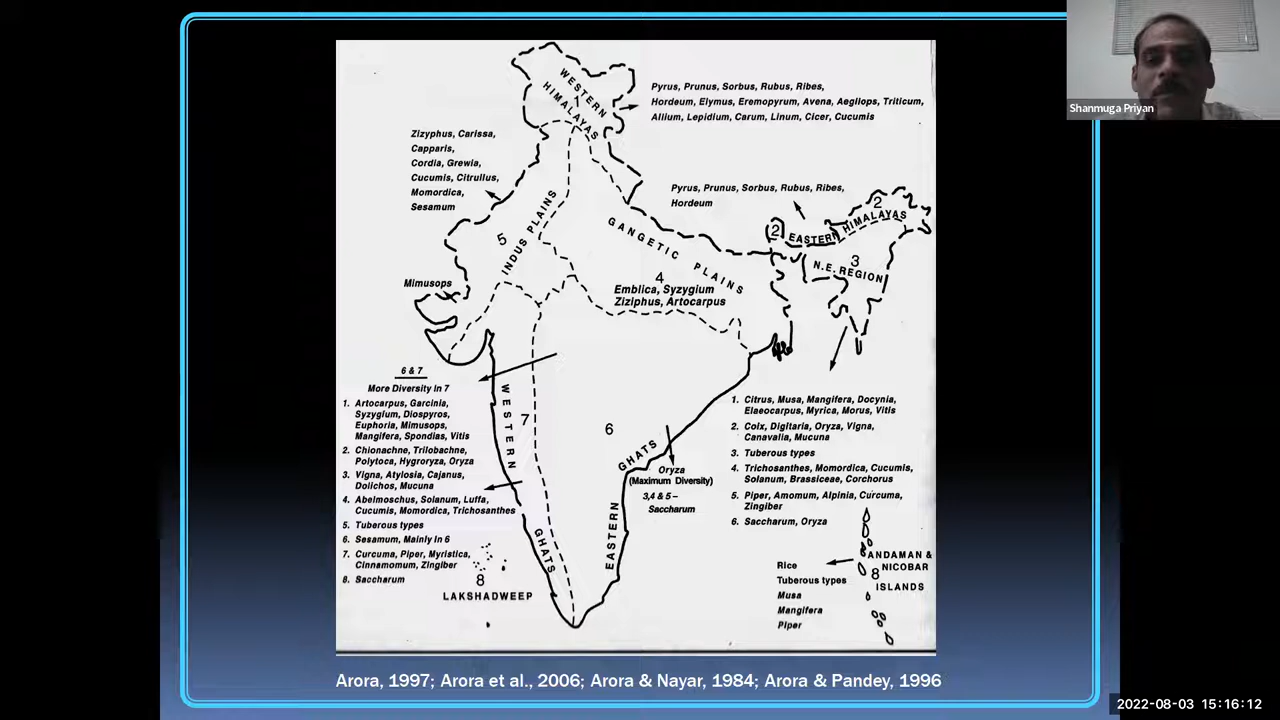 Shanmuga Priyan
WESTERN
HIMALAYAS
Pyrus, Prunus, Sorbus, Rubus, Ribes,
Hordeum, Elymus, Eremopyrum, Avena, Aegilops, Triticum,
Allium, Lepidium, Carum, Linum, Cicer, Cucumis
Zizyphus, Carissa,
Capparis,
Cordia, Grewia,
Cucumis, Citrullus,
Momordica,
Sesamum
Pyrus, Prunus, Sorbus, Rubus, Ribes,
Hordeum
2
2
EASTERN HIMALAYAS
5
INDUS PLAINS
GANGETIC PLAINS
3
N.E. REGION
Mimusops
4
Emblica, Syzygium
Ziziphus, Artocarpus
6 & 7
More Diversity In 7
1. Artocarpus, Garcinia,
Syzygium, Diospyros,
Euphoria, Mimusops,
Mangifera, Spondias, Vitis
2. Chionachne, Trilobachne,
Polytoca, Hygroryza, Oryza
3. Vigna, Atylosia, Cajanus,
Dolichos, Mucuna
4. Abelmoschus, Solanum, Luffa,
Cucumis, Momordica, Trichosanthes
5. Tuberous types
6. Sesamum, Mainly In 6
7. Curcuma, Piper, Myristica,
Cinnamomum, Zingiber
8. Saccharum
8
LAKSHADWEEP
WESTERN
GHATS
7
6
EASTERN
GHATS
Oryza
(Maximum Diversity)
3,4 & 5 –
Saccharum
1. Citrus, Musa, Mangifera, Docynia,
Elaeocarpus, Myrica, Morus, Vitis
2. Coix, Digitaria, Oryza, Vigna,
Canavalia, Mucuna
3. Tuberous types
4. Trichosanthes, Momordica, Cucumis,
Solanum, Brassiceae, Corchorus
5. Piper, Amomum, Alpinia, Curcuma,
Zingiber
6. Saccharum, Oryza
ANDAMAN &
NICOBAR
8
ISLANDS
Rice
Tuberous types
Musa
Mangifera
Piper
Arora, 1997; Arora et al., 2006; Arora & Nayar, 1984; Arora & Pandey, 1996
2022-08-03 15:16:12